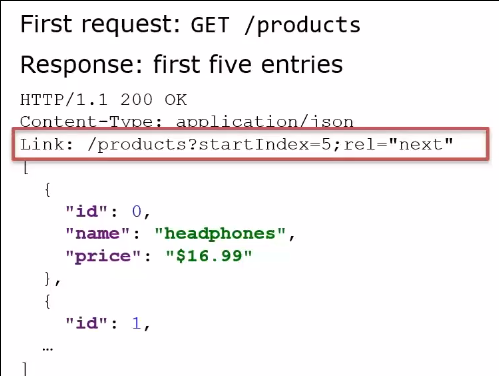 First request: GET /products
Response: first five entries
HTTP/1.1 200 OK
Content-Type: application/json
Link: /products?startIndex=5;rel="next"
[
{
"id": 0,
"name": "headphones",
"price": "$16.99"
},
{
"id": 1,
…
]